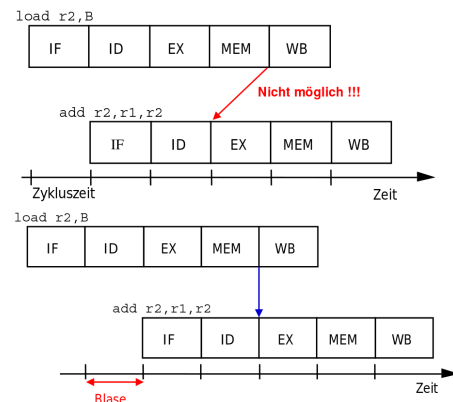 load r2,B
IF ID EX MEM WB
Nicht möglich !!!
add r2,r1,r2
IF ID EX MEM WB
Zykluszeit Zeit
load r2,B
IF ID EX MEM WB
add r2,r1,r2
IF ID EX MEM WB
Zeit
Blase